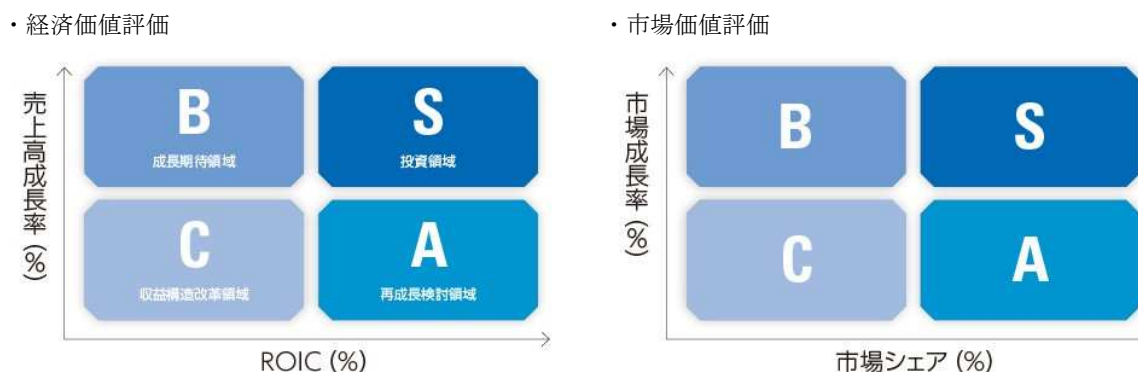 ・経済価値評価
売上高成長率 (%)
B
成長期待領域
S
投資領域
C
収益構造改革領域
A
再成長検討領域
ROIC (%)
・市場価値評価
市場成長率 (%)
B
S
C
A
市場シェア (%)